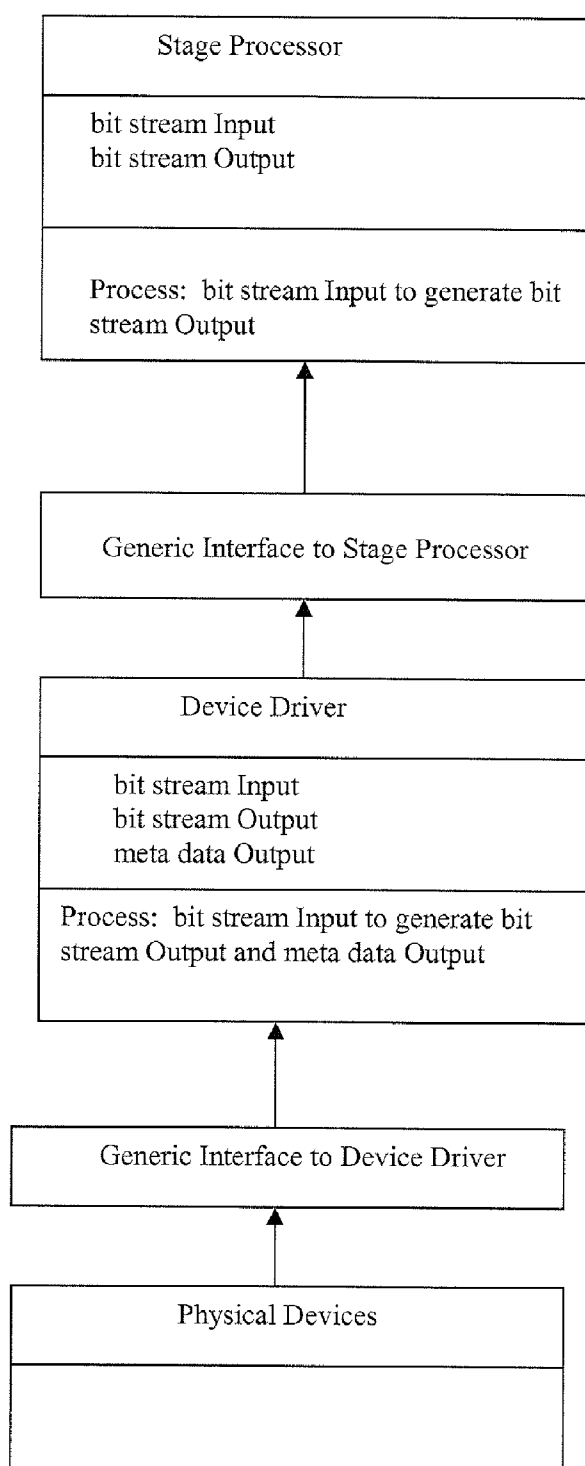 Stage Processor
bit stream Input
bit stream Output
Process: bit stream Input to generate bit
stream Output
Generic Interface to Stage Processor
Device Driver
bit stream Input
bit stream Output
meta data Output
Process: bit stream Input to generate bit
stream Output and meta data Output
Generic Interface to Device Driver
Physical Devices